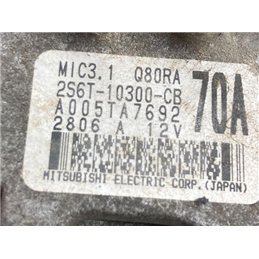 MIC3.1 Q80RA
2S6T-10300-CB
70A
A005TA7692
2806 A 12V
MITSUBISHI ELECTRIC CORP.(JAPAN)